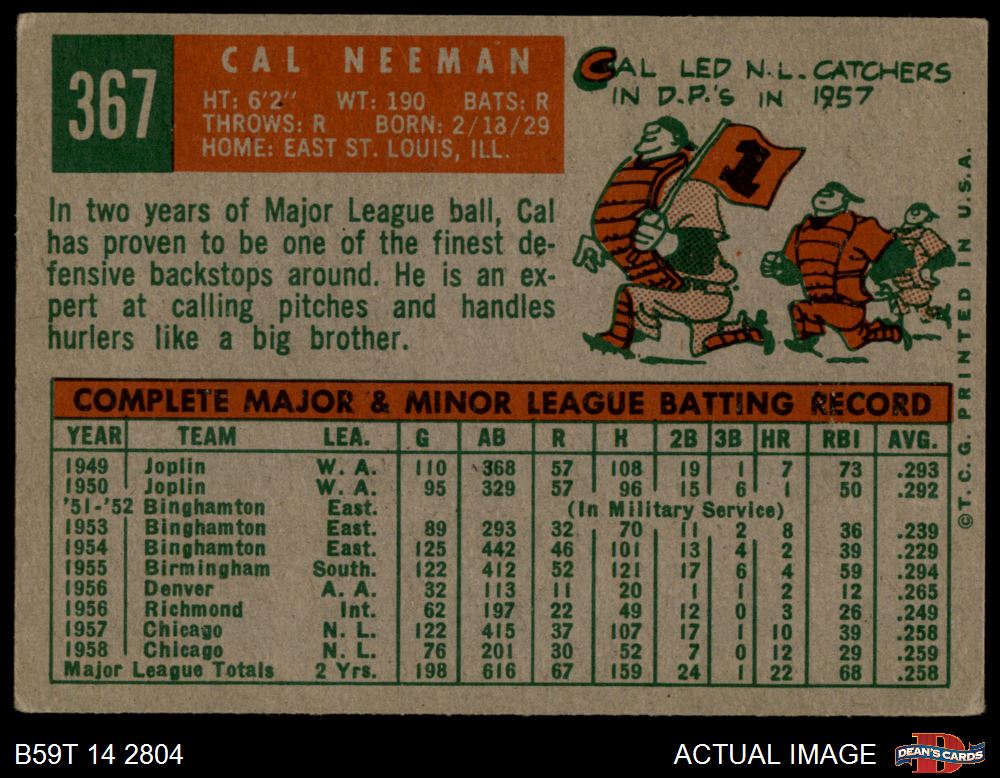 367
CAL NEEMAN
HT: 6'2" WT: 190 BATS: R
THROWS: R BORN: 2/18/29
HOME: EAST ST. LOUIS, ILL.
CAL LED N.L. CATCHERS
IN D.P.'S IN 1957
1
In two years of Major League ball, Cal
has proven to be one of the finest de-
fensive backstops around. He is an ex-
pert at calling pitches and handles
hurlers like a big brother.
COMPLETE MAJOR & MINOR LEAGUE BATTING RECORD
YEAR TEAM LEA. G AB R H 2B 3B HR RBI AVG.
1949 Joplin W. A. 110 368 57 108 19 1 7 73 .293
1950 Joplin W. A. 95 329 57 96 15 6 1 50 .292
'51-'52 Binghamton East. (In Military Service)
1953 Binghamton East. 89 293 32 70 11 2 8 36 .239
1954 Binghamton East. 125 442 46 101 13 4 2 39 .229
1955 Birmingham South. 122 412 52 121 17 6 4 59 .294
1956 Denver A. A. 32 113 11 20 1 1 2 12 .265
1956 Richmond Int. 62 197 22 49 12 0 3 26 .249
1957 Chicago N. L. 122 415 37 107 17 1 10 39 .258
1958 Chicago N. L. 76 201 30 52 7 0 12 29 .259
Major League Totals 2 Yrs. 198 616 67 159 24 1 22 68 .258
©T.C.G. PRINTED IN U.S.A.
B59T 14 2804
ACTUAL IMAGE
DEAN'S CARDS